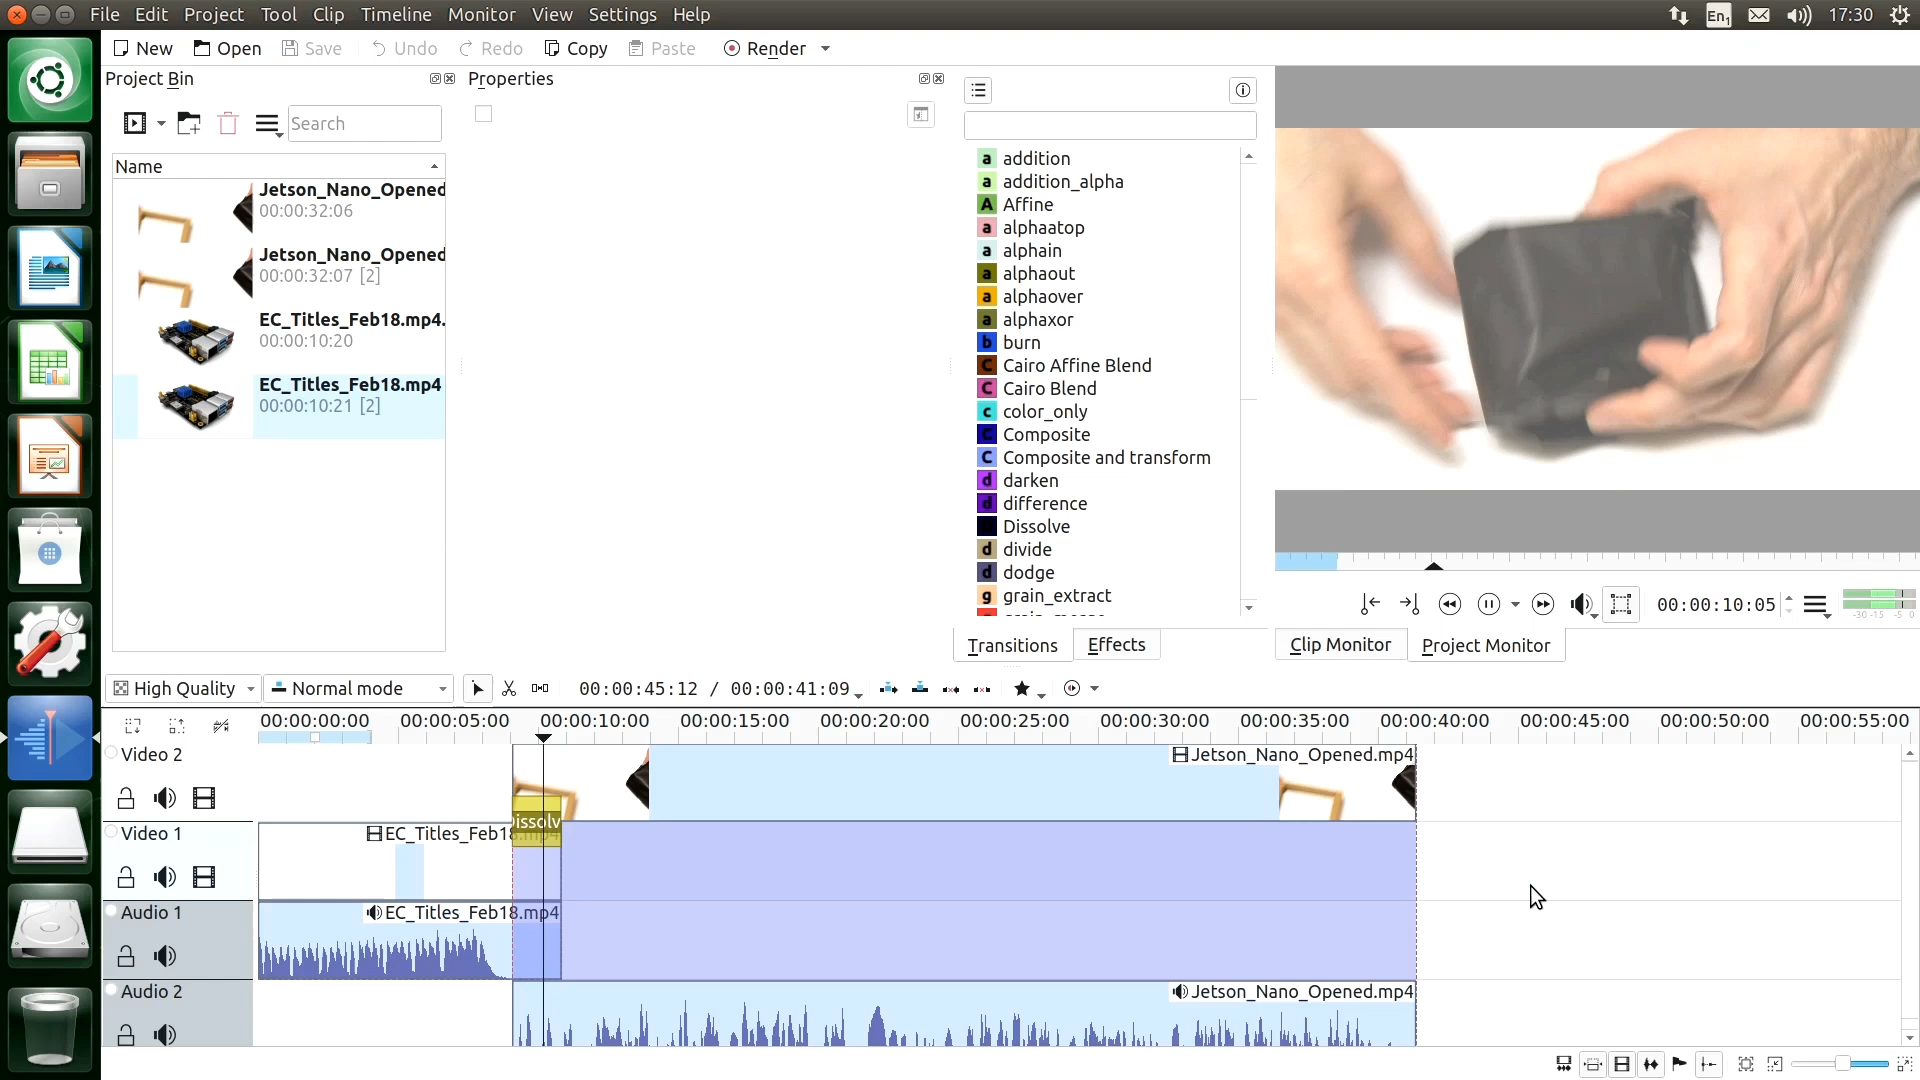 File Edit Project Tool Clip Timeline Monitor View Settings Help
En1 17:30
New Open Save Undo Redo Copy Paste Render
Project Bin
Properties
Search
Name
Jetson_Nano_Opened
00:00:32:06
Jetson_Nano_Opened
00:00:32:07 [2]
EC_Titles_Feb18.mp4.
00:00:10:20
EC_Titles_Feb18.mp4
00:00:10:21 [2]
a addition
a addition_alpha
A Affine
a alphaatop
a alphain
a alphaout
a alphaover
a alphaxor
b burn
C Cairo Affine Blend
C Cairo Blend
c color_only
C Composite
C Composite and transform
d darken
d difference
Dissolve
d divide
d dodge
g grain_extract
Transitions Effects
00:00:10:05
-30 -15 -5 0
Clip Monitor Project Monitor
High Quality Normal mode 00:00:45:12 / 00:00:41:09
00:00:00:00 00:00:05:00 00:00:10:00 00:00:15:00 00:00:20:00 00:00:25:00 00:00:30:00 00:00:35:00 00:00:40:00 00:00:45:00 00:00:50:00 00:00:55:00
Video 2
Jetson_Nano_Opened.mp4
Dissolv
Video 1
EC_Titles_Feb18.mp4
Audio 1
EC_Titles_Feb18.mp4
Audio 2
Jetson_Nano_Opened.mp4